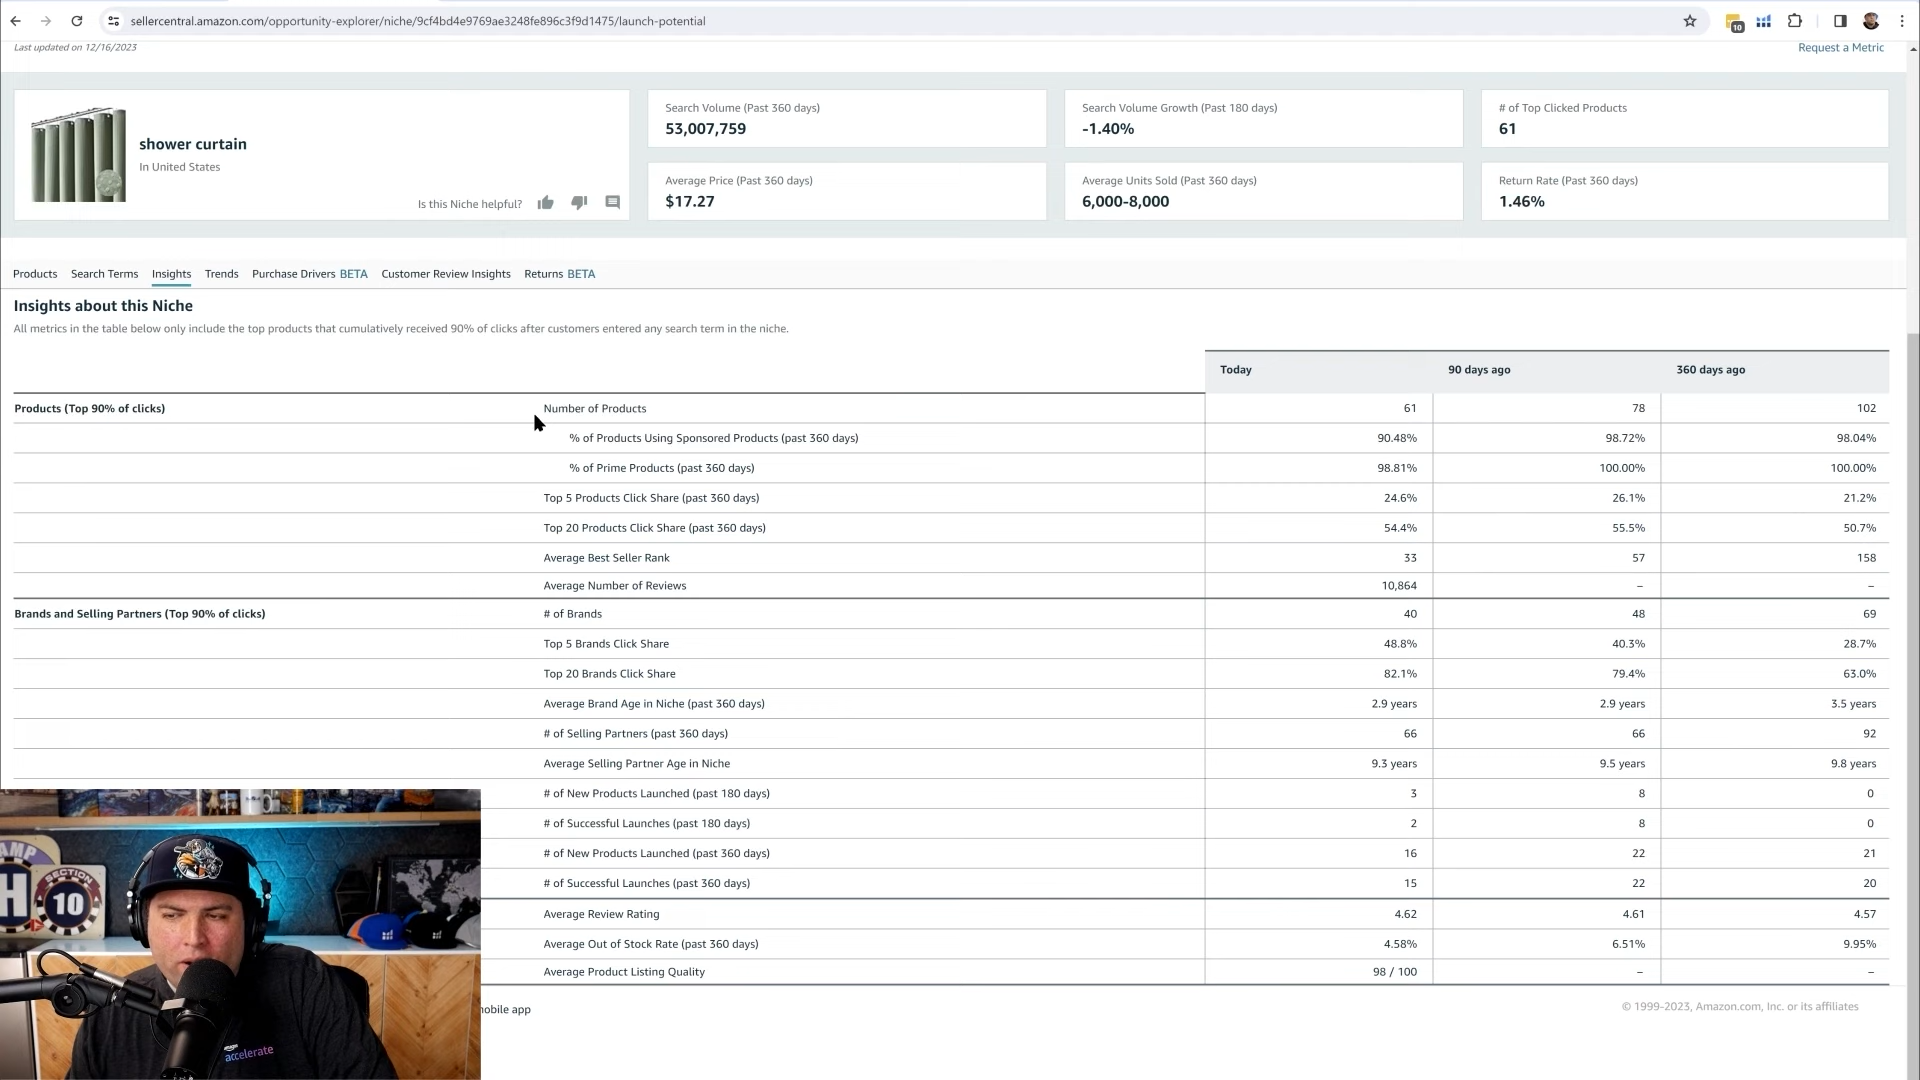 sellercentral.amazon.com/opportunity-explorer/niche/9cf4bd4e9769ae3248fe896c3f9d1475/launch-potential
10
Last updated on 12/16/2023
Request a Metric
shower curtain
In United States
Is this Niche helpful?
Search Volume (Past 360 days)
53,007,759
Search Volume Growth (Past 180 days)
-1.40%
# of Top Clicked Products
61
Average Price (Past 360 days)
$17.27
Average Units Sold (Past 360 days)
6,000-8,000
Return Rate (Past 360 days)
1.46%
Products Search Terms Insights Trends Purchase Drivers BETA Customer Review Insights Returns BETA
Insights about this Niche
All metrics in the table below only include the top products that cumulatively received 90% of clicks after customers entered any search term in the niche.
Today 90 days ago 360 days ago
Products (Top 90% of clicks) Number of Products 61 78 102
% of Products Using Sponsored Products (past 360 days) 90.48% 98.72% 98.04%
% of Prime Products (past 360 days) 98.81% 100.00% 100.00%
Top 5 Products Click Share (past 360 days) 24.6% 26.1% 21.2%
Top 20 Products Click Share (past 360 days) 54.4% 55.5% 50.7%
Average Best Seller Rank 33 57 158
Average Number of Reviews 10,864 – –
Brands and Selling Partners (Top 90% of clicks) # of Brands 40 48 69
Top 5 Brands Click Share 48.8% 40.3% 28.7%
Top 20 Brands Click Share 82.1% 79.4% 63.0%
Average Brand Age in Niche (past 360 days) 2.9 years 2.9 years 3.5 years
# of Selling Partners (past 360 days) 66 66 92
Average Selling Partner Age in Niche 9.3 years 9.5 years 9.8 years
# of New Products Launched (past 180 days) 3 8 0
# of Successful Launches (past 180 days) 2 8 0
# of New Products Launched (past 360 days) 16 22 21
# of Successful Launches (past 360 days) 15 22 20
Average Review Rating 4.62 4.61 4.57
Average Out of Stock Rate (past 360 days) 4.58% 6.51% 9.95%
Average Product Listing Quality 98 / 100 – –
mobile app
© 1999-2023, Amazon.com, Inc. or its affiliates
AMP
H
SECTION
10
amazon
accelerate